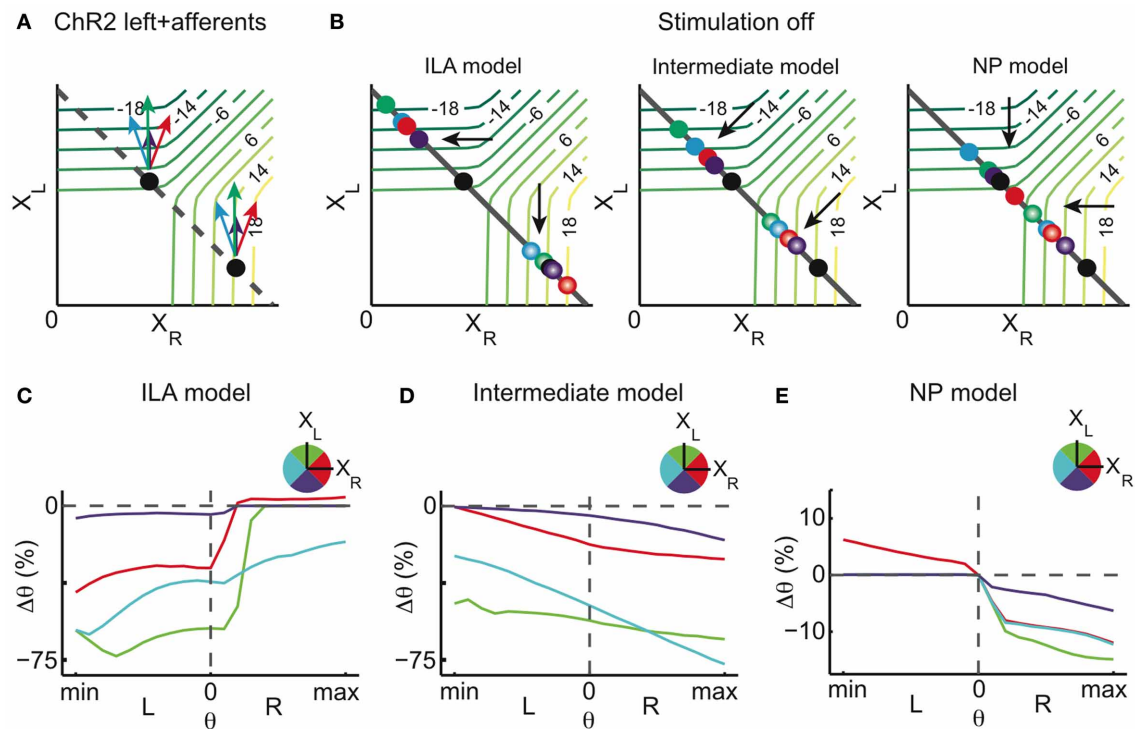 A ChR2 left+afferents
B Stimulation off
ILA model
Intermediate model
NP model
X_L
-18
-14
-6
6
14
18
0
X_R
X_L
-18
-14
-6
6
14
18
0
X_R
X_L
-18
-14
-6
6
14
18
0
X_R
X_L
-18
-14
-6
6
14
18
0
X_R
C ILA model
X_L
X_R
0
−75
Δθ (%)
min 0 max
L θ R
D Intermediate model
X_L
X_R
0
−75
Δθ (%)
min 0 max
L θ R
E NP model
X_L
X_R
10
0
−10
Δθ (%)
min 0 max
L θ R